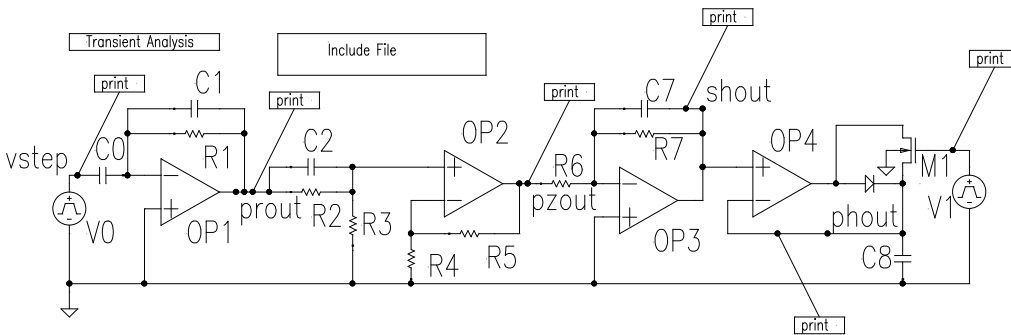 Transient Analysis
Include File
print
print
print
print
print
print
vstep
C0
C1
R1
OP1
V0
prout
C2
R2
R3
OP2
R4
R5
pzout
R6
C7
R7
shout
OP3
OP4
phout
M1
V1
C8